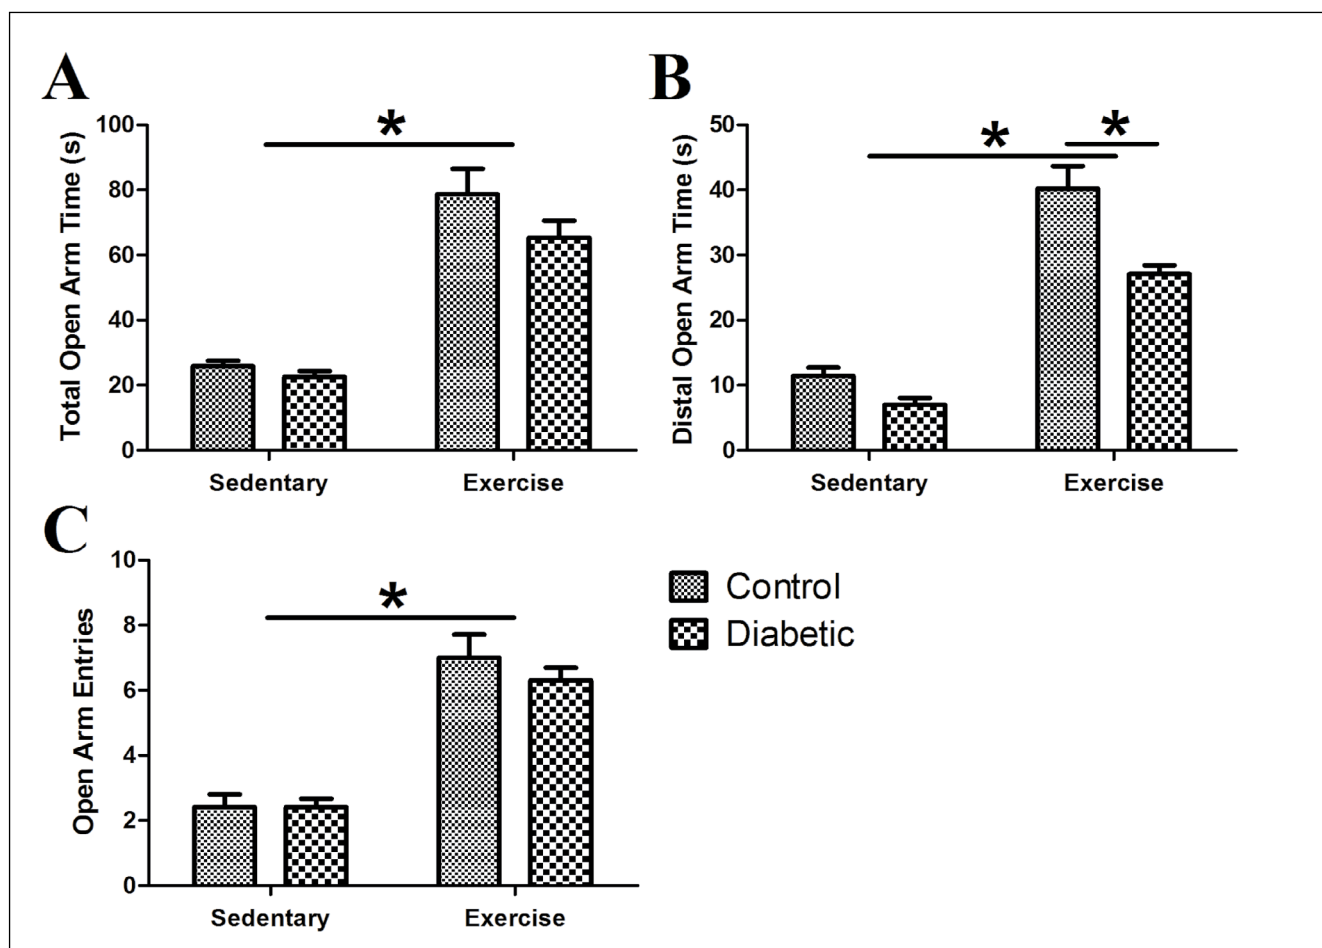 A
Total Open Arm Time (s)
100
80
60
40
20
0
*
Sedentary Exercise
B
Distal Open Arm Time (s)
50
40
30
20
10
0
* *
Sedentary Exercise
C
Open Arm Entries
10
8
6
4
2
0
*
Sedentary Exercise
Control
Diabetic